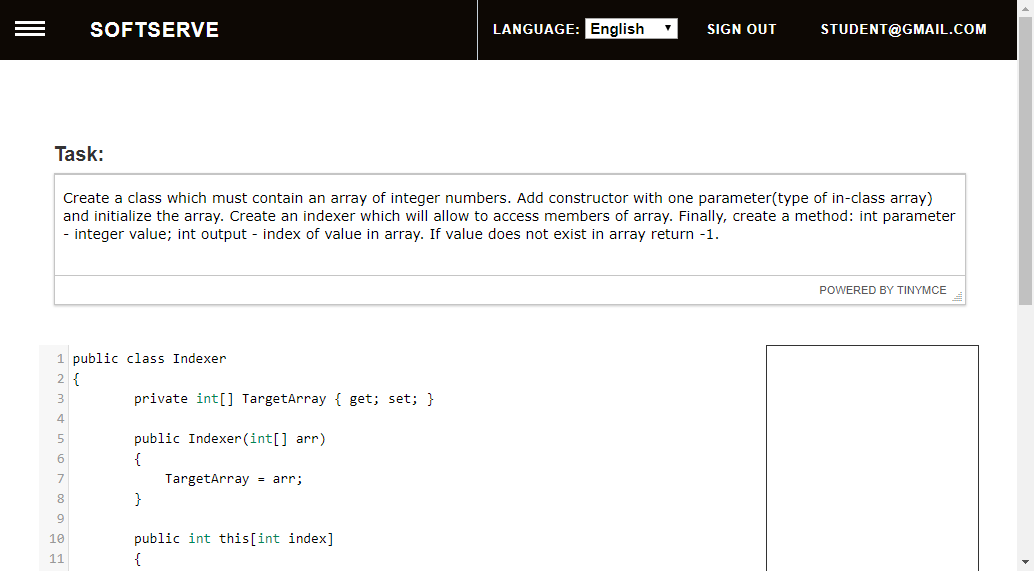 SOFTSERVE
LANGUAGE: English
SIGN OUT
STUDENT@GMAIL.COM
Task:
Create a class which must contain an array of integer numbers. Add constructor with one parameter(type of in-class array)
and initialize the array. Create an indexer which will allow to access members of array. Finally, create a method: int parameter
- integer value; int output - index of value in array. If value does not exist in array return -1.
POWERED BY TINYMCE
1 public class Indexer
2 {
3 private int[] TargetArray { get; set; }
4
5 public Indexer(int[] arr)
6 {
7 TargetArray = arr;
8 }
9
10 public int this[int index]
11 {